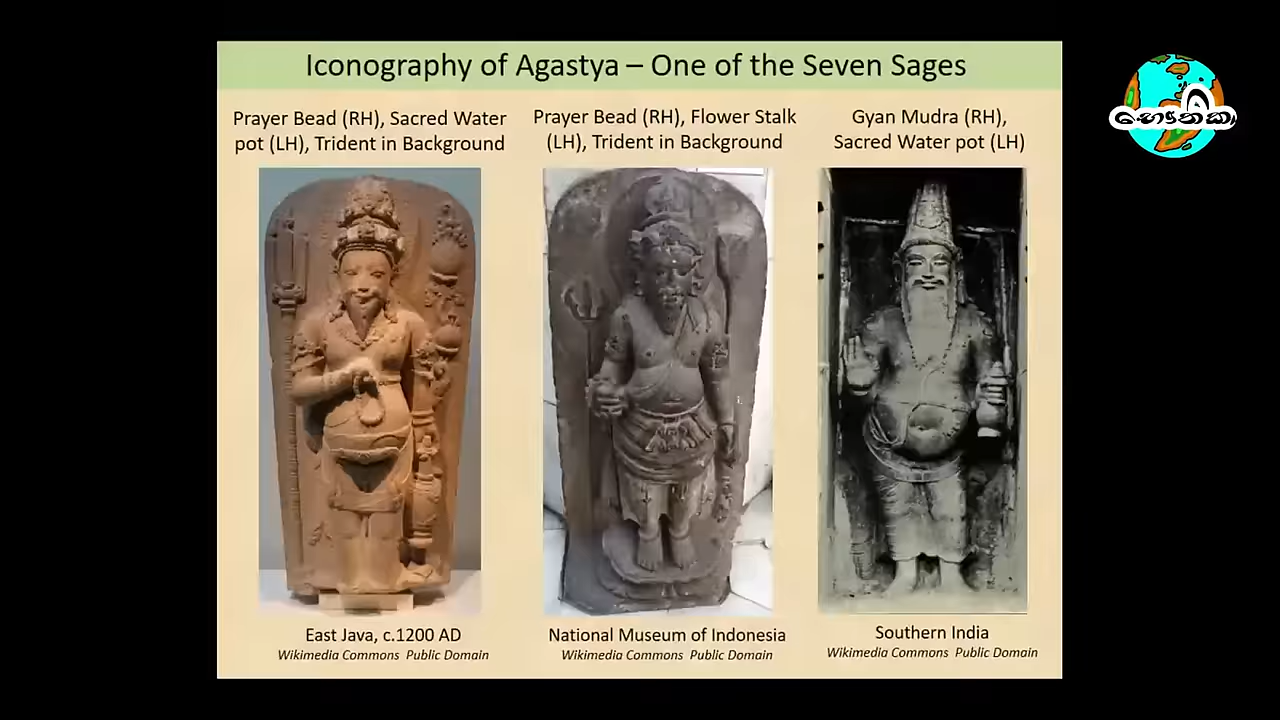 Iconography of Agastya – One of the Seven Sages
Prayer Bead (RH), Sacred Water
pot (LH), Trident in Background
Prayer Bead (RH), Flower Stalk
(LH), Trident in Background
Gyan Mudra (RH),
Sacred Water pot (LH)
East Java, c.1200 AD
Wikimedia Commons Public Domain
National Museum of Indonesia
Wikimedia Commons Public Domain
Southern India
Wikimedia Commons Public Domain
භෞතික